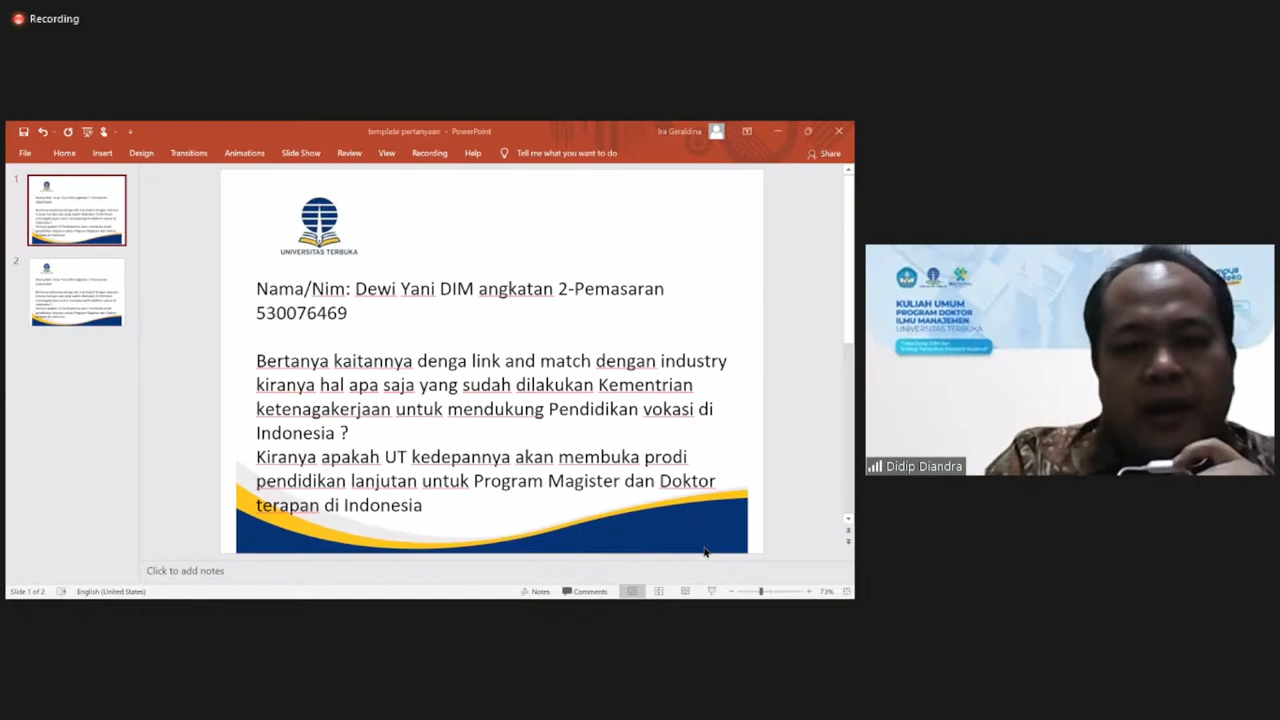 Recording
template pertanyaan - PowerPoint
Ira Geraldina
File Home Insert Design Transitions Animations Slide Show Review View Recording Help Tell me what you want to do Share
1
2
UNIVERSITAS TERBUKA
Nama/Nim: Dewi Yani DIM angkatan 2-Pemasaran
530076469
Bertanya kaitannya denga link and match dengan industry
kiranya hal apa saja yang sudah dilakukan Kementrian
ketenagakerjaan untuk mendukung Pendidikan vokasi di
Indonesia ?
Kiranya apakah UT kedepannya akan membuka prodi
pendidikan lanjutan untuk Program Magister dan Doktor
terapan di Indonesia
Click to add notes
Slide 1 of 2 English (United States) Notes Comments 73%
KULIAH UMUM
PROGRAM DOKTOR
ILMU MANAJEMEN
UNIVERSITAS TERBUKA
Didip Diandra